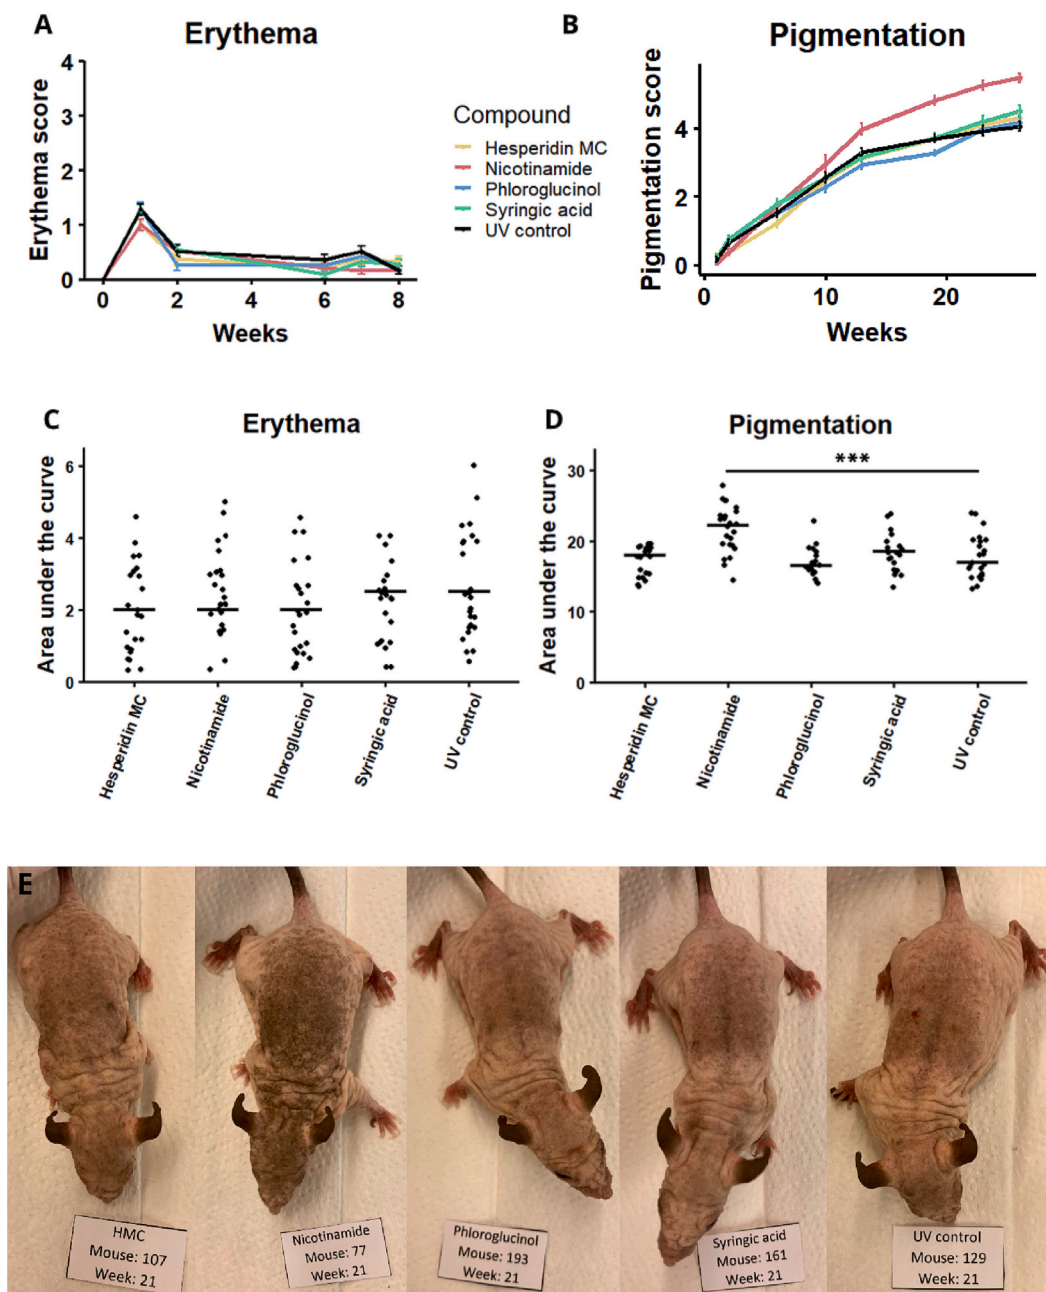 A
Erythema
Erythema score
4
3
2
1
0
0
2
4
6
8
Weeks
Compound
Hesperidin MC
Nicotinamide
Phloroglucinol
Syringic acid
UV control
B
Pigmentation
Pigmentation score
4
2
0
0
10
20
Weeks
C
Erythema
Area under the curve
6
4
2
0
Hesperidin MC
Nicotinamide
Phloroglucinol
Syringic acid
UV control
D
Pigmentation
***
Area under the curve
30
20
10
0
Hesperidin MC
Nicotinamide
Phloroglucinol
Syringic acid
UV control
E
HMC
Mouse: 107
Week: 21
Nicotinamide
Mouse: 77
Week: 21
Phloroglucinol
Mouse: 193
Week: 21
Syringic acid
Mouse: 161
Week: 21
UV control
Mouse: 129
Week: 21